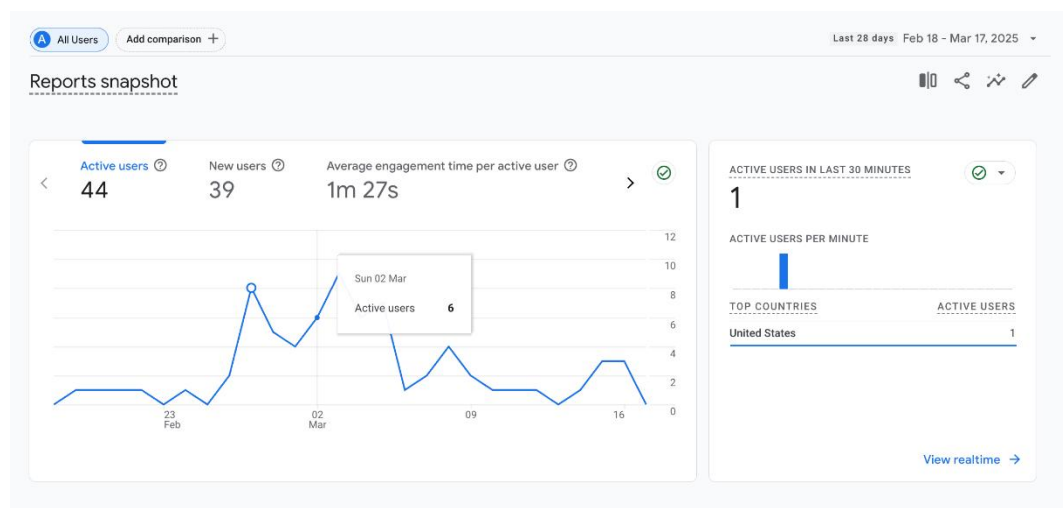 A All Users Add comparison + Last 28 days Feb 18 - Mar 17, 2025
Reports snapshot
Active users
44
New users
39
Average engagement time per active user
1m 27s
12
10
8
6
4
2
0
Sun 02 Mar
Active users 6
23
Feb
02
Mar
09
16
ACTIVE USERS IN LAST 30 MINUTES
1
ACTIVE USERS PER MINUTE
TOP COUNTRIES ACTIVE USERS
United States 1
View realtime